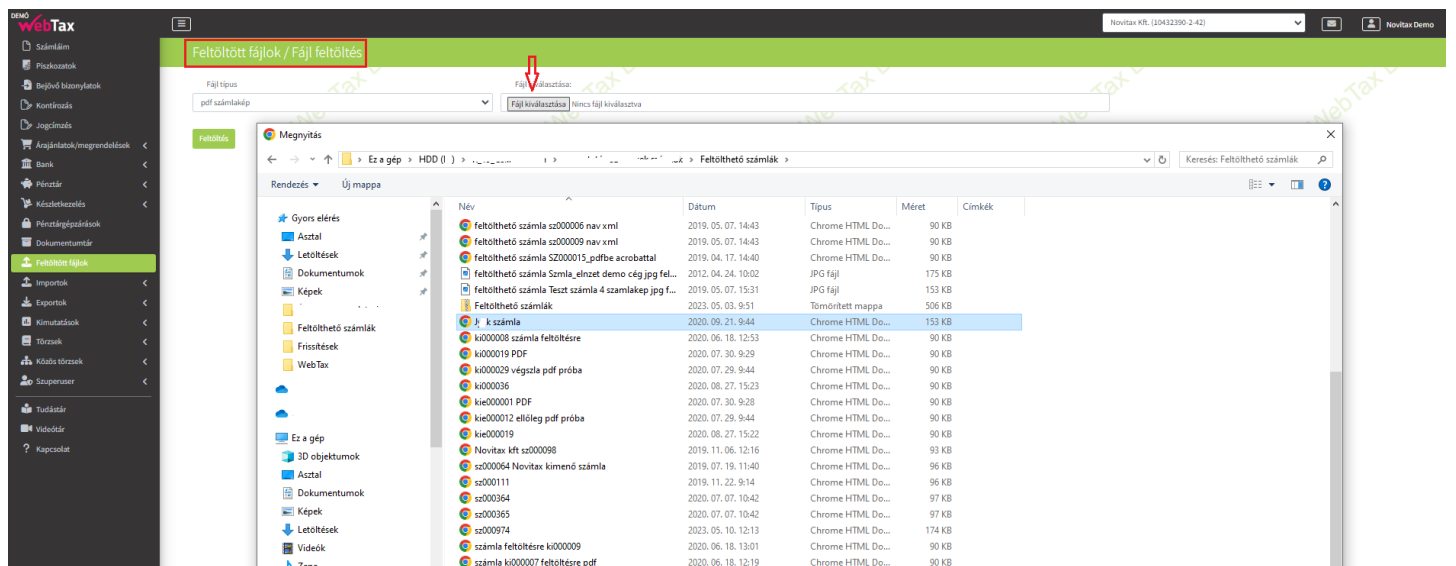 DEMÓ
WebTax
Novitax Kft. (10432390-2-42)
Novitax Demo
Számláim
Piszkozatok
Bejövő bizonylatok
Kontírozás
Jogcímzés
Árajánlatok/megrendelések
Bank
Pénztár
Készletkezelés
Pénztárgépzárások
Dokumentumtár
Feltöltött fájlok
Importok
Exportok
Kimutatások
Törzsek
Közös törzsek
Szuperuser
Tudástár
Videótár
Kapcsolat
Feltöltött fájlok / Fájl feltöltés
Fájl típus
pdf számlakép
Fájl kiválasztása:
Fájl kiválasztása Nincs fájl kiválasztva
Feltöltés
Megnyitás
Ez a gép > HDD (I ) > Feltölthető számlák >
Keresés: Feltölthető számlák
Rendezés Új mappa
Gyors elérés
Asztal
Letöltések
Dokumentumok
Képek
Feltölthető számlák
Frissítések
WebTax
Ez a gép
3D objektumok
Asztal
Dokumentumok
Képek
Letöltések
Videók
Zene
Név Dátum Típus Méret Címkék
feltölthető számla sz000006 nav xml 2019. 05. 07. 14:43 Chrome HTML Do... 90 KB
feltölthető számla sz000009 nav xml 2019. 05. 07. 14:43 Chrome HTML Do... 90 KB
feltölthető számla SZ000015_pdfbe acrobattal 2019. 04. 17. 14:40 Chrome HTML Do... 90 KB
feltölthető számla Szmla_elnzet demo cég jpg fel... 2012. 04. 24. 10:02 JPG fájl 175 KB
feltölthető számla Teszt számla 4 szamlakep jpg f... 2019. 05. 07. 15:31 JPG fájl 153 KB
Feltölthető számlák 2023. 05. 03. 9:51 Tömörített mappa 506 KB
k számla 2020. 09. 21. 9:44 Chrome HTML Do... 153 KB
ki000008 számla feltöltésre 2020. 06. 18. 12:53 Chrome HTML Do... 90 KB
ki000019 PDF 2020. 07. 30. 9:29 Chrome HTML Do... 90 KB
ki000029 végszla pdf próba 2020. 07. 29. 9:44 Chrome HTML Do... 90 KB
ki000036 2020. 08. 27. 15:23 Chrome HTML Do... 90 KB
kie000001 PDF 2020. 07. 30. 9:28 Chrome HTML Do... 90 KB
kie000012 ellőleg pdf próba 2020. 07. 29. 9:44 Chrome HTML Do... 90 KB
kie000019 2020. 08. 27. 15:22 Chrome HTML Do... 90 KB
Novitax kft sz000098 2019. 11. 06. 12:16 Chrome HTML Do... 93 KB
sz000064 Novitax kimenő számla 2019. 07. 19. 11:40 Chrome HTML Do... 96 KB
sz000111 2019. 11. 22. 9:14 Chrome HTML Do... 96 KB
sz000364 2020. 07. 07. 10:42 Chrome HTML Do... 97 KB
sz000365 2020. 07. 07. 10:42 Chrome HTML Do... 97 KB
sz000974 2023. 05. 10. 12:13 Chrome HTML Do... 174 KB
számla feltöltésre ki000009 2020. 06. 18. 13:01 Chrome HTML Do... 90 KB
számla ki000007 feltöltésre pdf 2020. 06. 18. 12:19 Chrome HTML Do... 90 KB